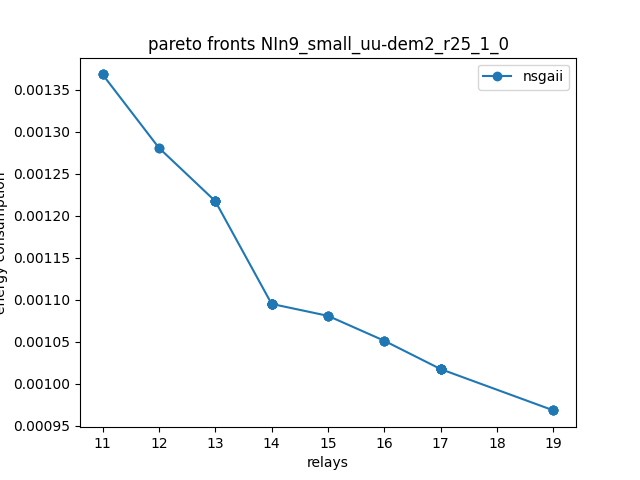 pareto fronts NIn9_small_uu-dem2_r25_1_0
nsgaii
0.00135
0.00130
0.00125
0.00120
0.00115
0.00110
0.00105
0.00100
0.00095
energy consumption
11 12 13 14 15 16 17 18 19
relays